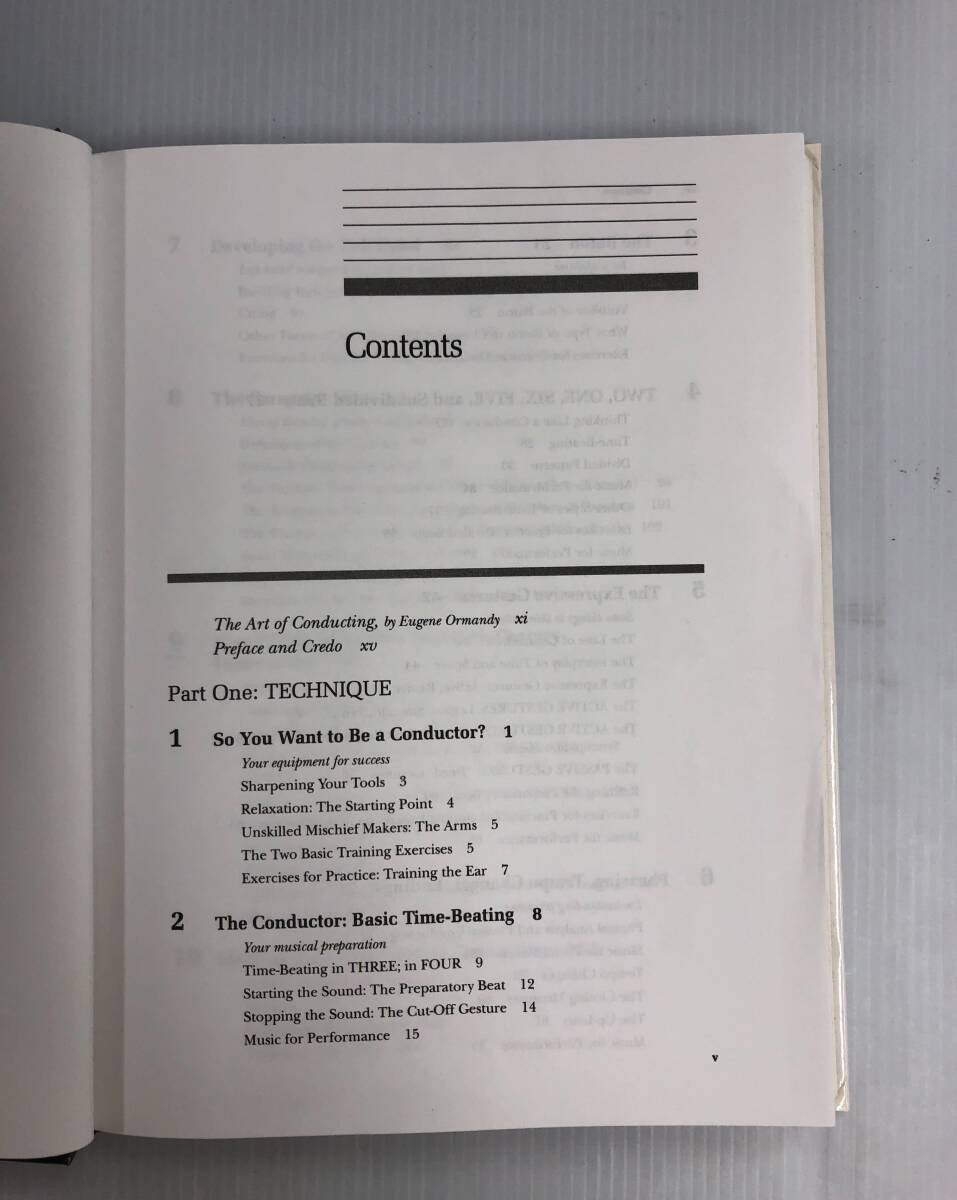 Contents
The Art of Conducting, by Eugene Ormandy xi
Preface and Credo xv
Part One: TECHNIQUE
1 So You Want to Be a Conductor? 1
Your equipment for success
Sharpening Your Tools 3
Relaxation: The Starting Point 4
Unskilled Mischief Makers: The Arms 5
The Two Basic Training Exercises 5
Exercises for Practice: Training the Ear 7
2 The Conductor: Basic Time-Beating 8
Your musical preparation
Time-Beating in THREE; in FOUR 9
Starting the Sound: The Preparatory Beat 12
Stopping the Sound: The Cut-Off Gesture 14
Music for Performance 15
v